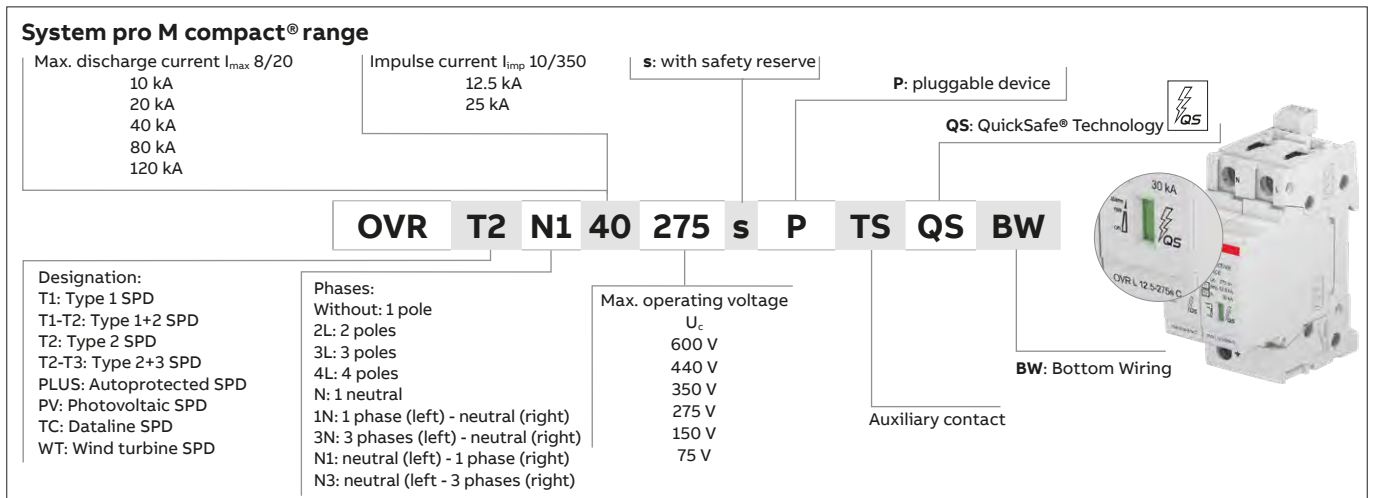 System pro M compact® range
Max. discharge current Imax 8/20
10 kA
20 kA
40 kA
80 kA
120 kA
Impulse current Iimp 10/350
12.5 kA
25 kA
s: with safety reserve
P: pluggable device
QS: QuickSafe® Technology
QS
OVR T2 N1 40 275 s P TS QS BW
Designation:
T1: Type 1 SPD
T1-T2: Type 1+2 SPD
T2: Type 2 SPD
T2-T3: Type 2+3 SPD
PLUS: Autoprotected SPD
PV: Photovoltaic SPD
TC: Dataline SPD
WT: Wind turbine SPD
Phases:
Without: 1 pole
2L: 2 poles
3L: 3 poles
4L: 4 poles
N: 1 neutral
1N: 1 phase (left) - neutral (right)
3N: 3 phases (left) - neutral (right)
N1: neutral (left) - 1 phase (right)
N3: neutral (left - 3 phases (right)
Max. operating voltage
Uc
600 V
440 V
350 V
275 V
150 V
75 V
Auxiliary contact
BW: Bottom Wiring
30 kA
QS
OVR L 12.5-275s C
N L